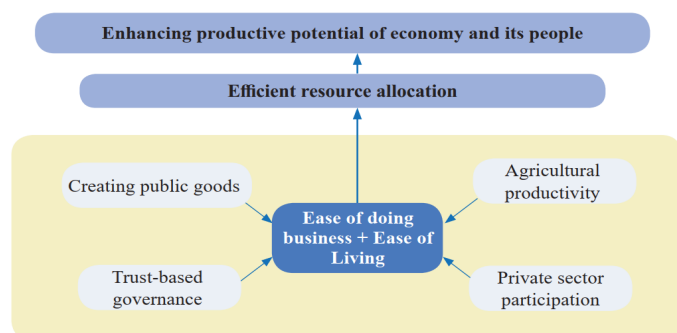 Enhancing productive potential of economy and its people
Efficient resource allocation
Creating public goods
Agricultural
productivity
Ease of doing
business + Ease of
Living
Trust-based
governance
Private sector
participation